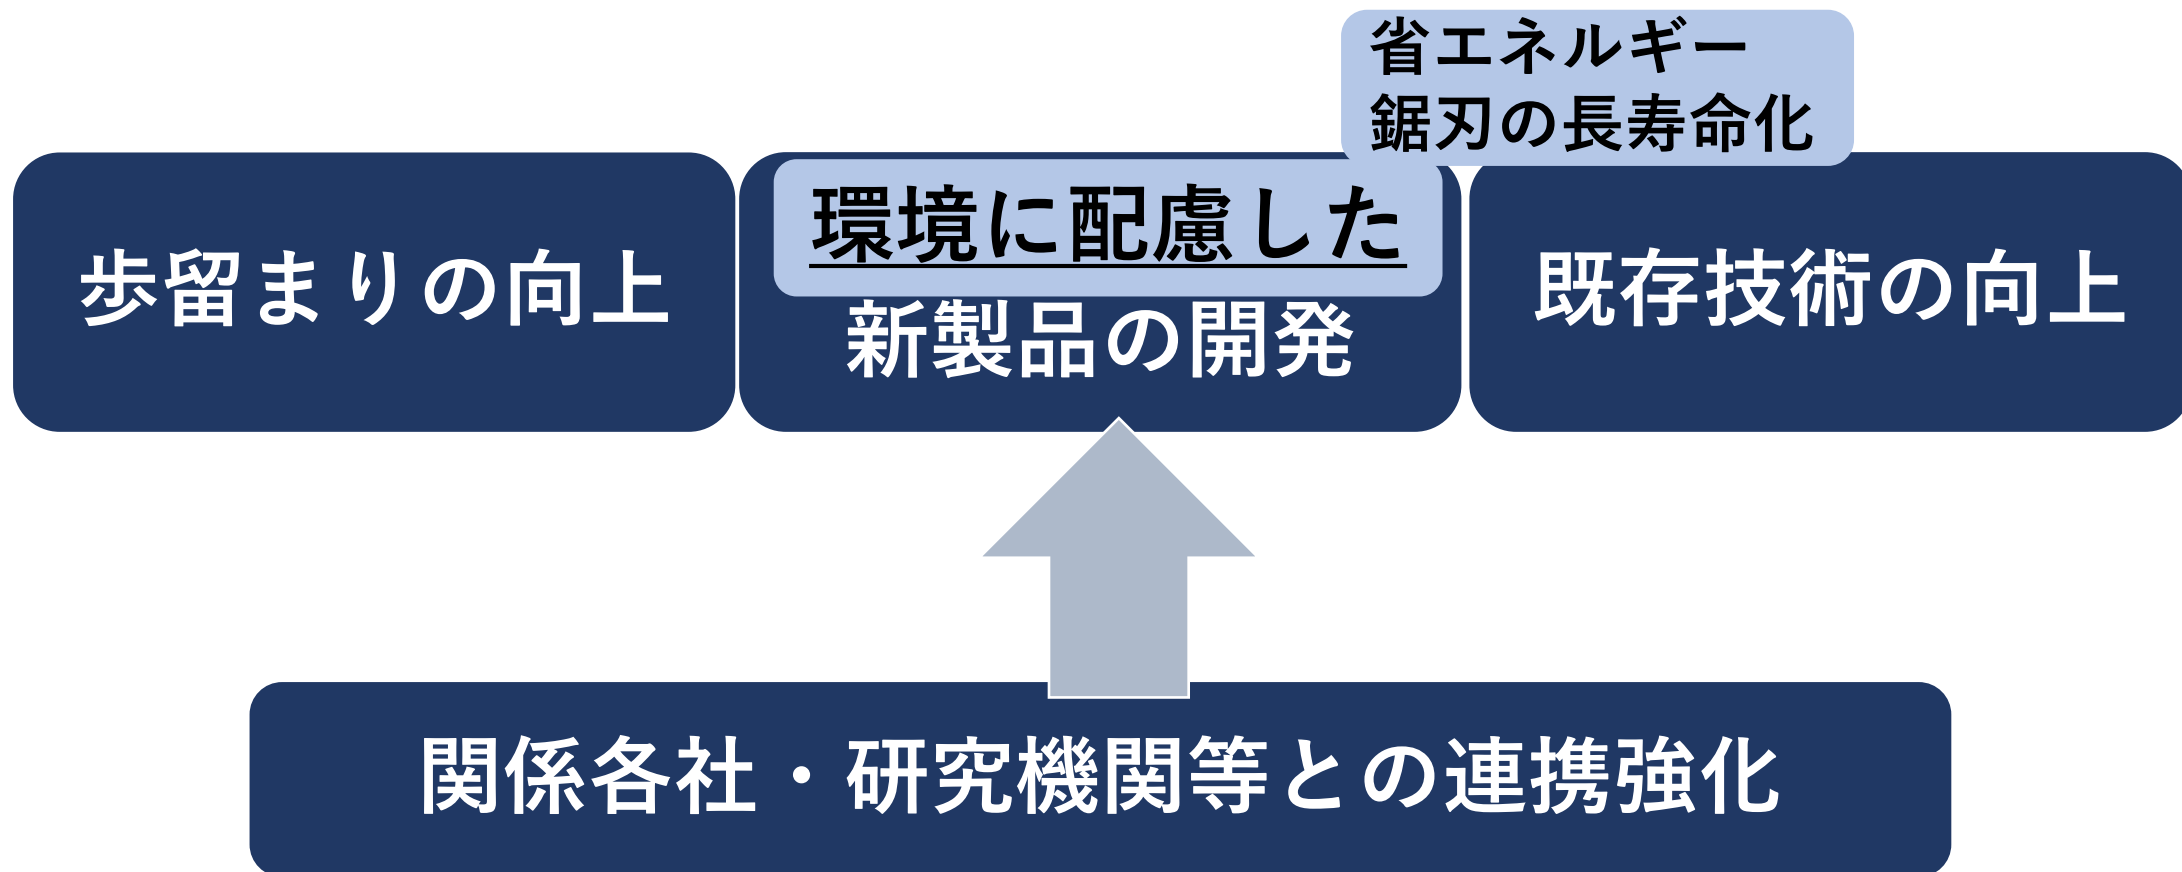 省エネルギー
鋸刃の長寿命化
歩留まりの向上
環境に配慮した
新製品の開発
既存技術の向上
関係各社・研究機関等との連携強化